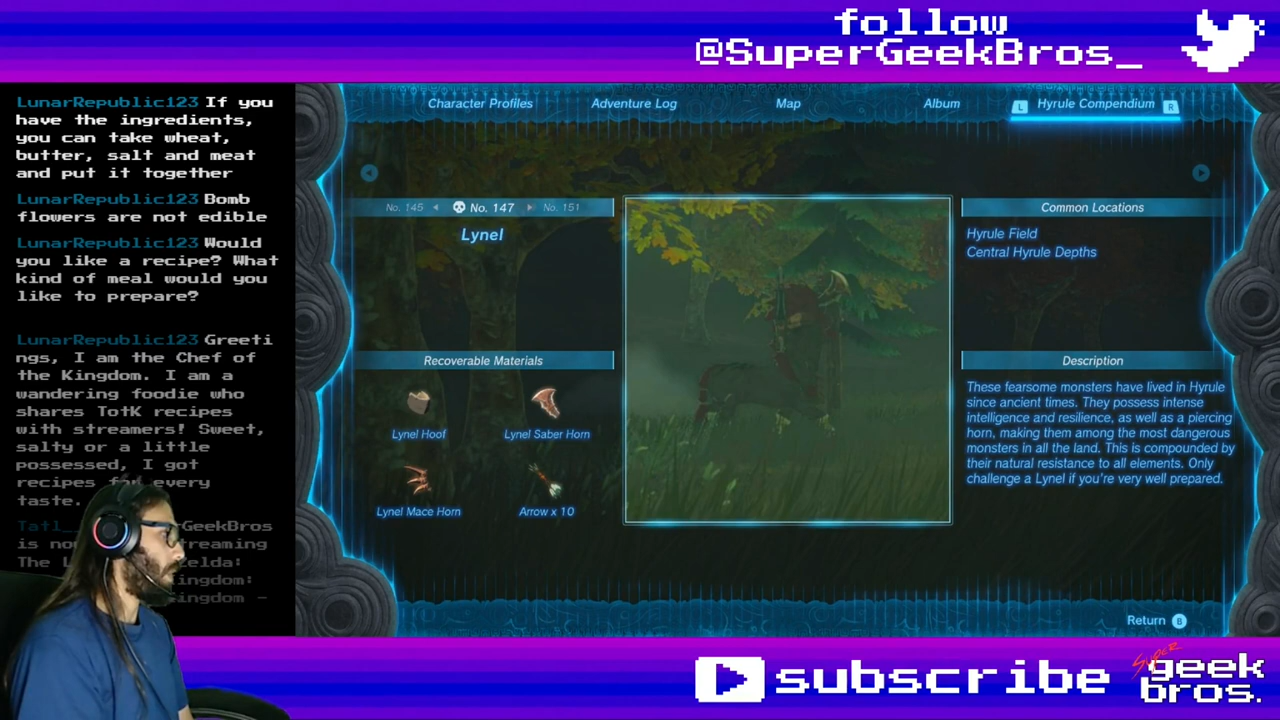 follow
@SuperGeekBros_
LunarRepublic123 If you
have the ingredients,
you can take wheat,
butter, salt and meat
and put it together
LunarRepublic123 Bomb
flowers are not edible
LunarRepublic123 Would
you like a recipe? What
kind of meal would you
like to prepare?
LunarRepublic123 Greeti
ngs, I am the Chef of
the Kingdom. I am a
wandering foodie who
shares TotK recipes
with streamers! Sweet,
salty or a little
possessed, I got
recipes for every
taste.
Tatl_ erGeekBros
is no treaming
The L Zelda:
Kingdom:
Kingdom -
Character Profiles Adventure Log Map Album L Hyrule Compendium R
No. 145 No. 147 No. 151
Lynel
Recoverable Materials
Lynel Hoof Lynel Saber Horn
Lynel Mace Horn Arrow x 10
Common Locations
Hyrule Field
Central Hyrule Depths
Description
These fearsome monsters have lived in Hyrule
since ancient times. They possess intense
intelligence and resilience, as well as a piercing
horn, making them among the most dangerous
monsters in all the land. This is compounded by
their natural resistance to all elements. Only
challenge a Lynel if you're very well prepared.
Return B
subscribe
super
geek
bros.